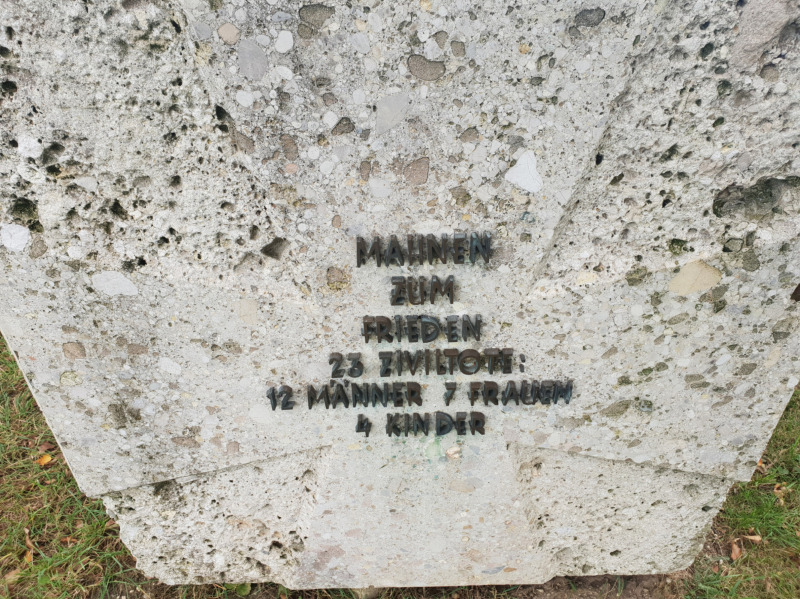 MAHNEN
ZUM
FRIEDEN
23 ZIVILTOTE:
12 MÄNNER 7 FRAUEN
4 KINDER